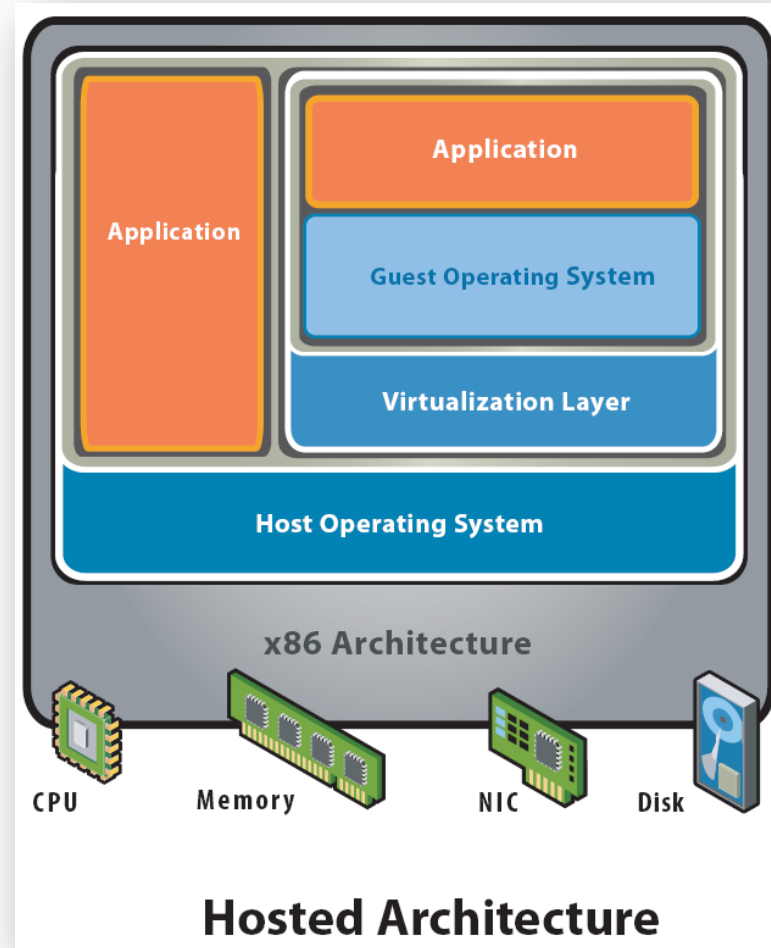 Application
Application
Guest Operating System
Virtualization Layer
Host Operating System
x86 Architecture
CPU
Memory
NIC
Disk
Hosted Architecture